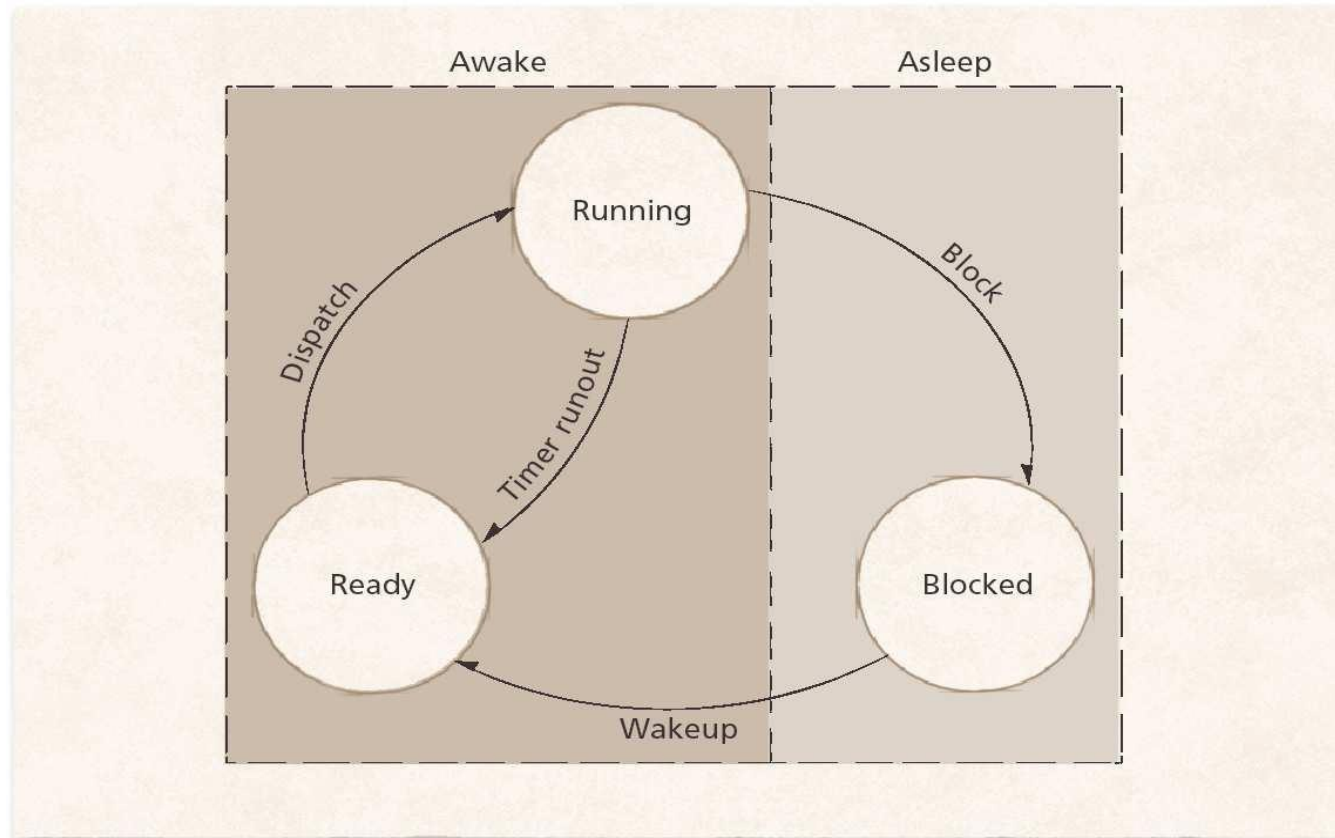 Awake
Asleep
Running
Block
Dispatch
Timer runout
Ready
Blocked
Wakeup